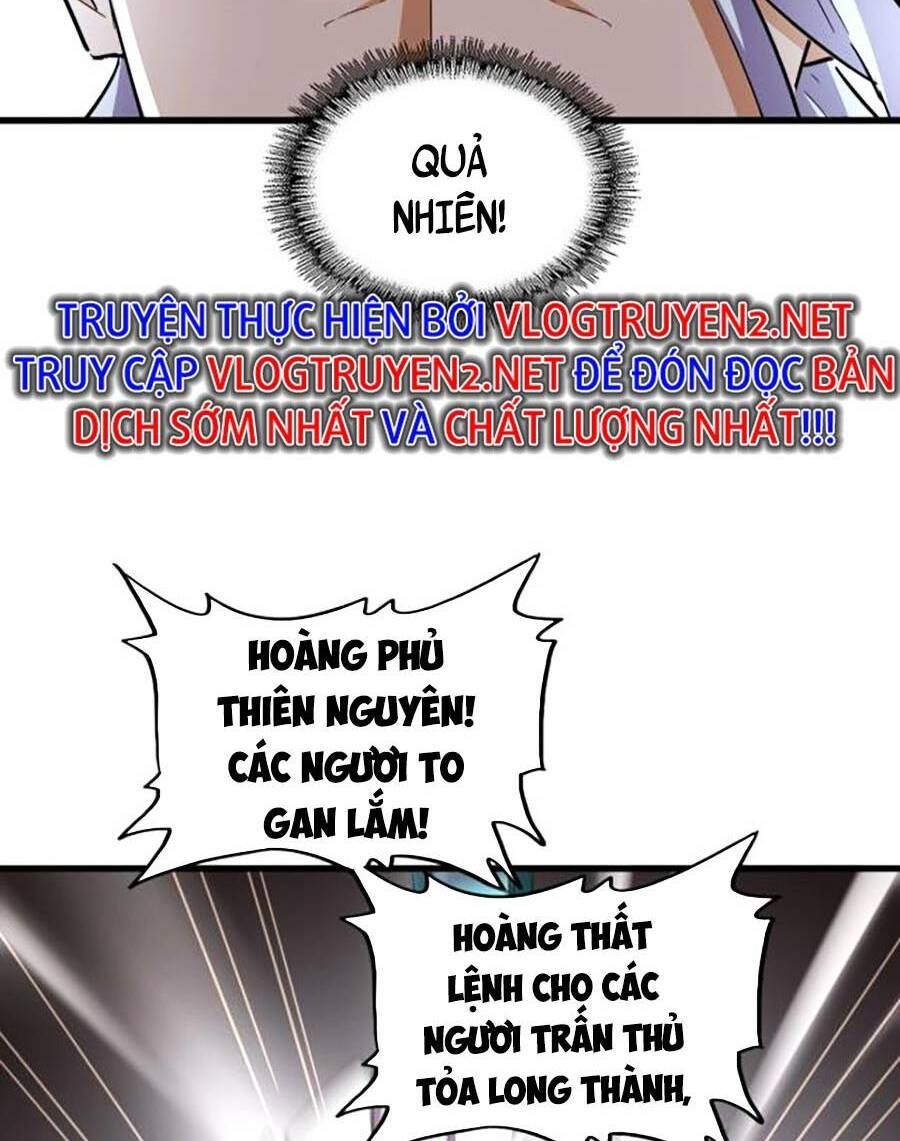 QUẢ
NHIÊN!
TRUYỆN THỰC HIỆN BỞI VLOGTRUYEN2.NET
TRUY CẬP VLOGTRUYEN2.NET ĐỂ ĐÓN ĐỌC BẢN
DỊCH SỚM NHẤT VÀ CHẤT LƯỢNG NHẤT!!!
HOÀNG PHỦ
THIÊN NGUYÊN!
CÁC NGƯƠI TO
GAN LẮM!
HOÀNG THẤT
LỆNH CHO CÁC
NGƯƠI TRẤN THỦ
TỎA LONG THÀNH,